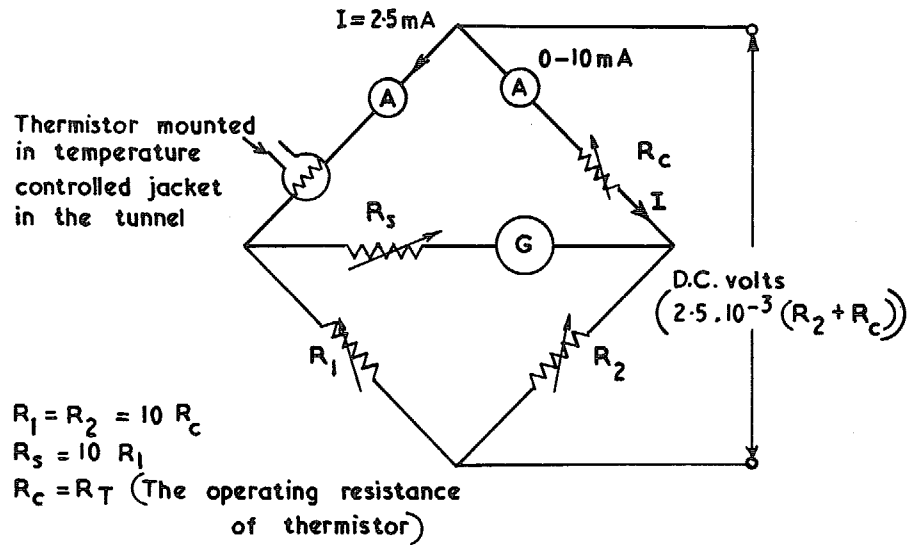 I = 2·5 mA
0-10 mA
A
A
Thermistor mounted
in temperature
controlled jacket
in the tunnel
R_c
I
R_s
G
D.C. volts
(2·5.10^-3 (R_2 + R_c))
R_1
R_2
R_1 = R_2 = 10 R_c
R_s = 10 R_1
R_c = R_T (The operating resistance
of thermistor)